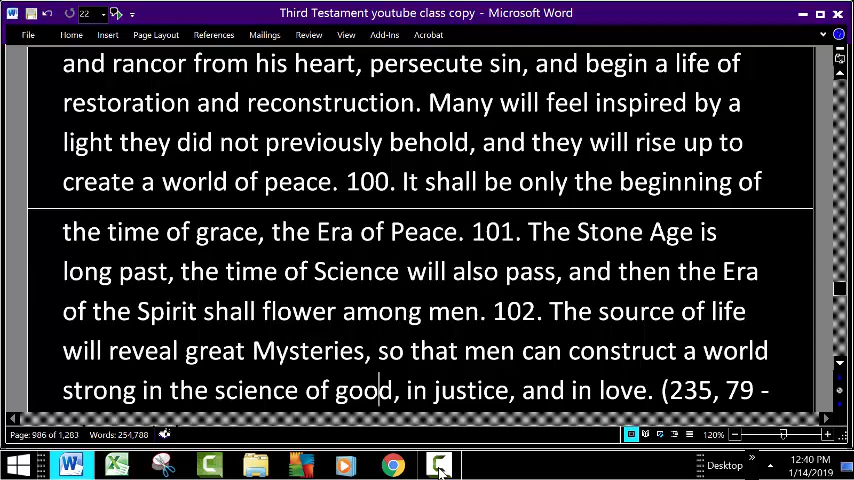 22
Third Testament youtube class copy - Microsoft Word
File Home Insert Page Layout References Mailings Review View Add-Ins Acrobat
and rancor from his heart, persecute sin, and begin a life of
restoration and reconstruction. Many will feel inspired by a
light they did not previously behold, and they will rise up to
create a world of peace. 100. It shall be only the beginning of
the time of grace, the Era of Peace. 101. The Stone Age is
long past, the time of Science will also pass, and then the Era
of the Spirit shall flower among men. 102. The source of life
will reveal great Mysteries, so that men can construct a world
strong in the science of good, in justice, and in love. (235, 79 -
Page: 986 of 1,283 Words: 254,788 120%
Desktop 12:40 PM
1/14/2019